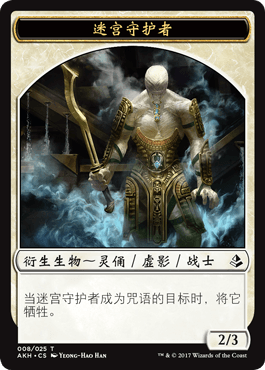 迷宫守护者
衍生生物～灵俑／虚影／战士
当迷宫守护者成为咒语的目标时，将它
牺牲。
2/3
008/025 T
AKH • CS Yeong-Hao Han
™ & © 2017 Wizards of the Coast